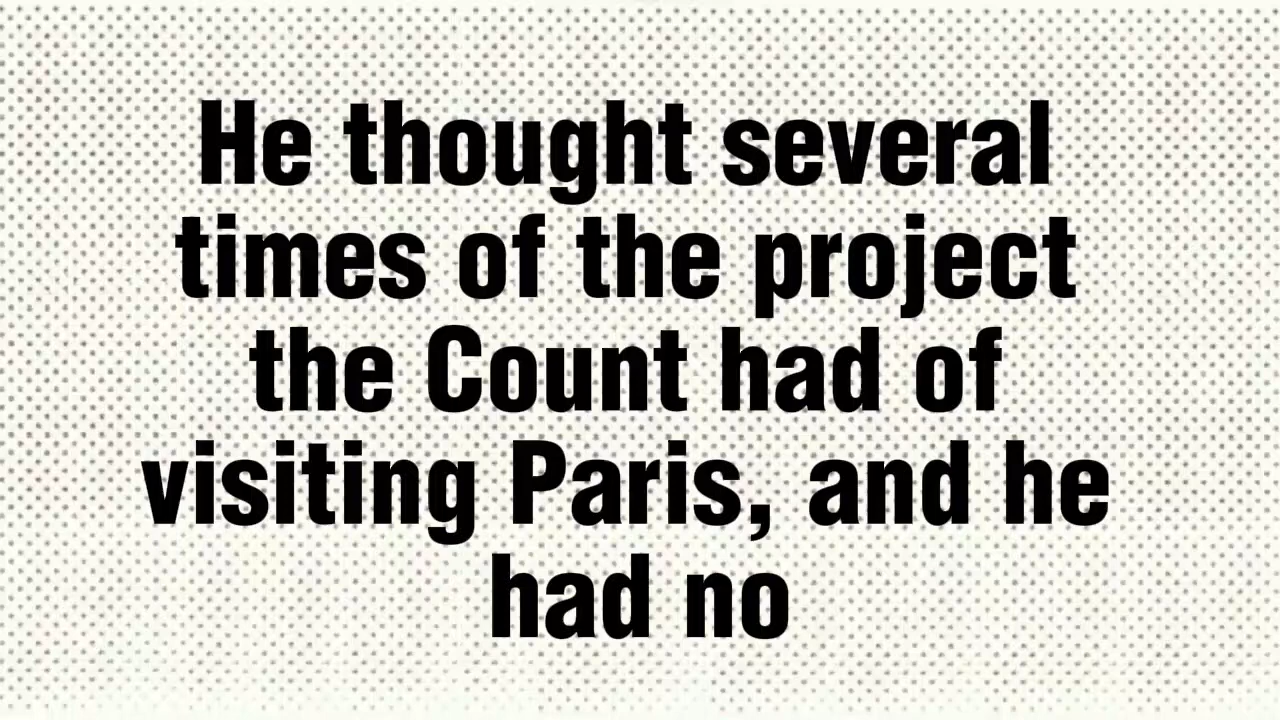 He thought several
times of the project
the Count had of
visiting Paris, and he
had no